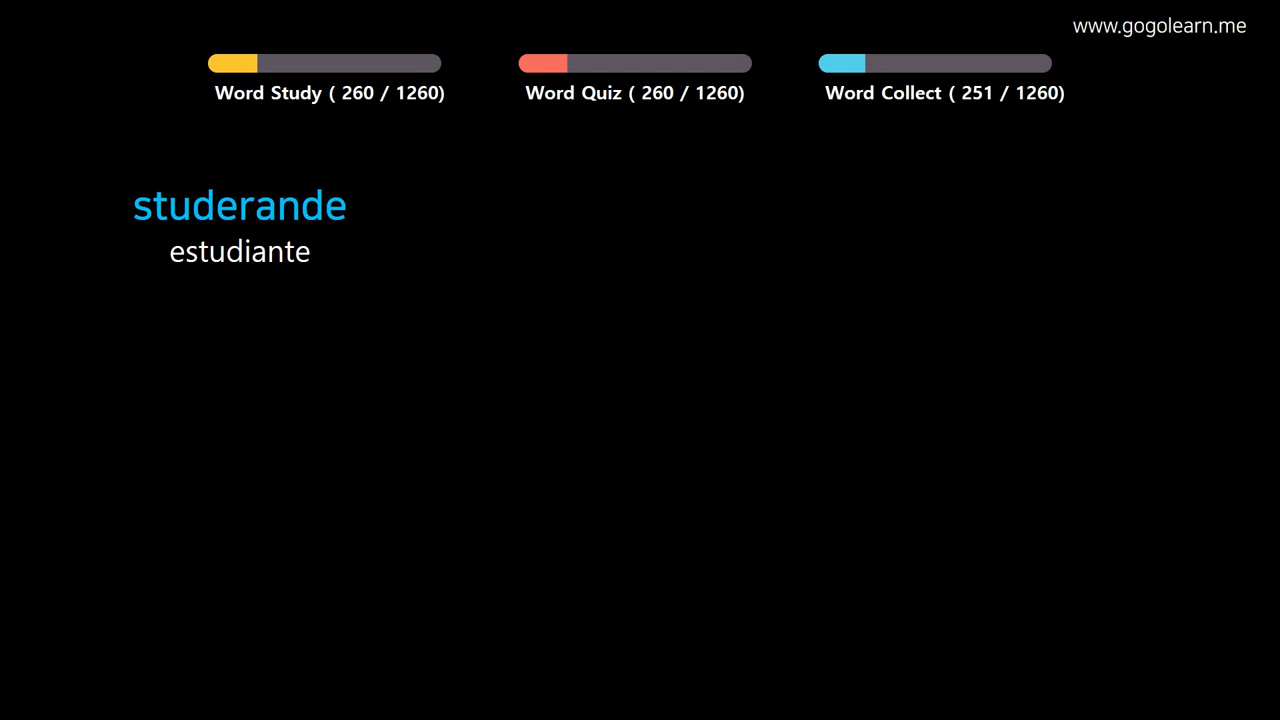 www.gogolearn.me
Word Study ( 260 / 1260)
Word Quiz ( 260 / 1260)
Word Collect ( 251 / 1260)
studerande
estudiante